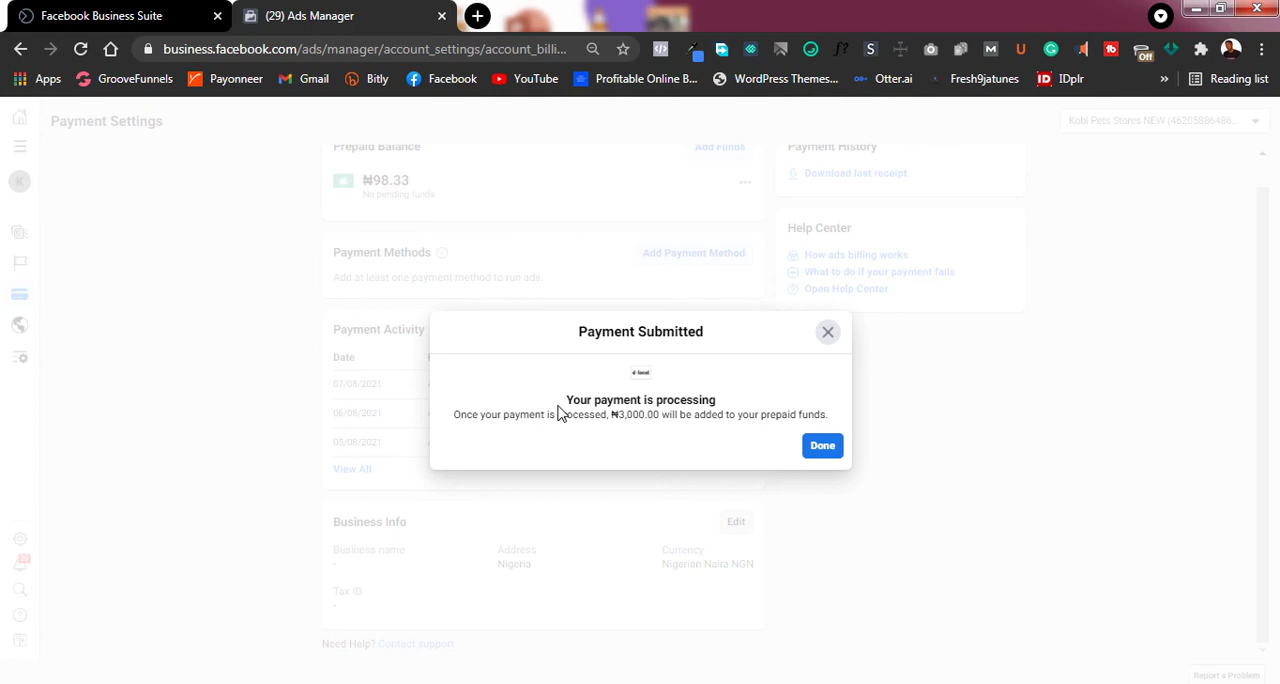 Facebook Business Suite
(29) Ads Manager
business.facebook.com/ads/manager/account_settings/account_billi...
Off
Apps
GrooveFunnels
Payonneer
Gmail
Bitly
Facebook
YouTube
Profitable Online B...
WordPress Themes...
Otter.ai
Fresh9jatunes
IDplr
Reading list
Payment Settings
Kobi Pets Stores NEW (46205886486...
Prepaid Balance
Add Funds
₦98.33
No pending funds
Payment History
Download last receipt
Payment Methods
Add Payment Method
Add at least one payment method to run ads.
Help Center
How ads billing works
What to do if your payment fails
Open Help Center
Payment Activity
Date
07/08/2021
06/08/2021
05/08/2021
View All
Payment Submitted
d·local
Your payment is processing
Once your payment is processed, ₦3,000.00 will be added to your prepaid funds.
Done
Business Info
Edit
Business name
-
Address
Nigeria
Currency
Nigerian Naira NGN
Tax ID
-
Need Help? Contact support
Report a Problem